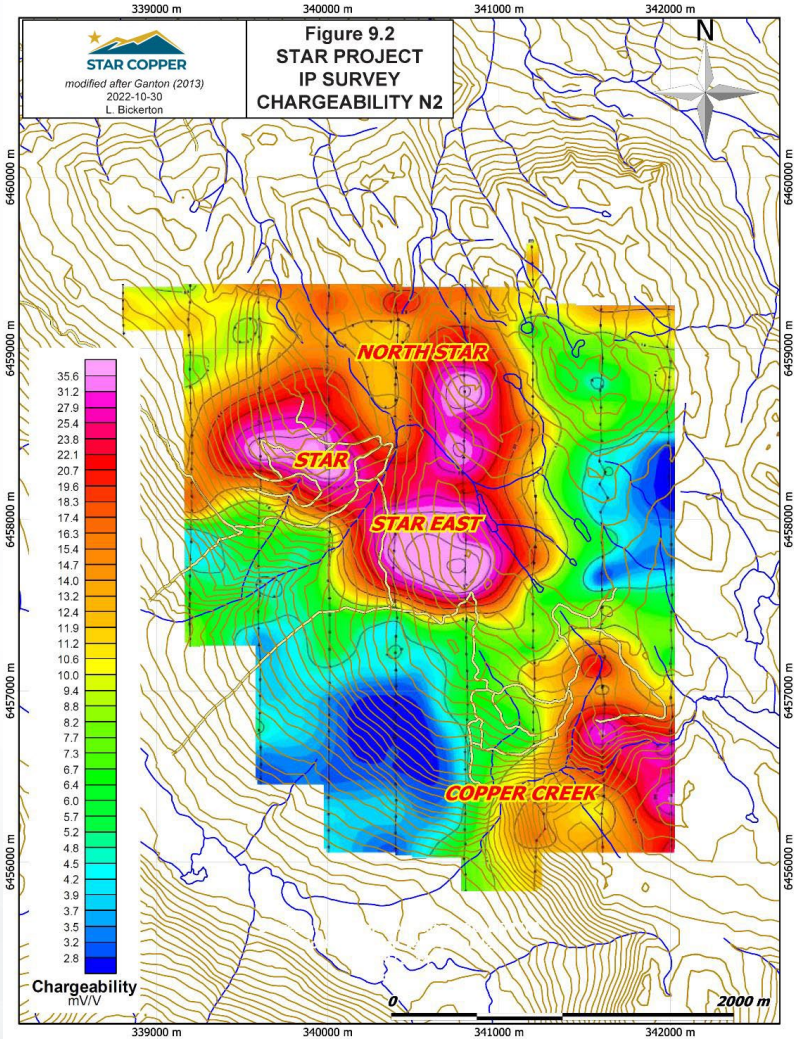 339000 m
340000 m
341000 m
342000 m
STAR COPPER
modified after Ganton (2013)
2022-10-30
L. Bickerton
Figure 9.2
STAR PROJECT
IP SURVEY
CHARGEABILITY N2
N
6460000 m
6460000 m
6459000 m
6459000 m
NORTH STAR
STAR
STAR EAST
6458000 m
6458000 m
6457000 m
6457000 m
COPPER CREEK
6456000 m
6456000 m
35.6
31.2
27.9
25.4
23.8
22.1
20.7
19.6
18.3
17.4
16.3
15.4
14.7
14.0
13.2
12.4
11.9
11.2
10.6
10.0
9.4
8.8
8.2
7.7
7.3
6.7
6.4
6.0
5.7
5.2
4.8
4.5
4.2
3.9
3.7
3.5
3.2
2.8
Chargeability
mV/V
0
2000 m
339000 m
340000 m
341000 m
342000 m